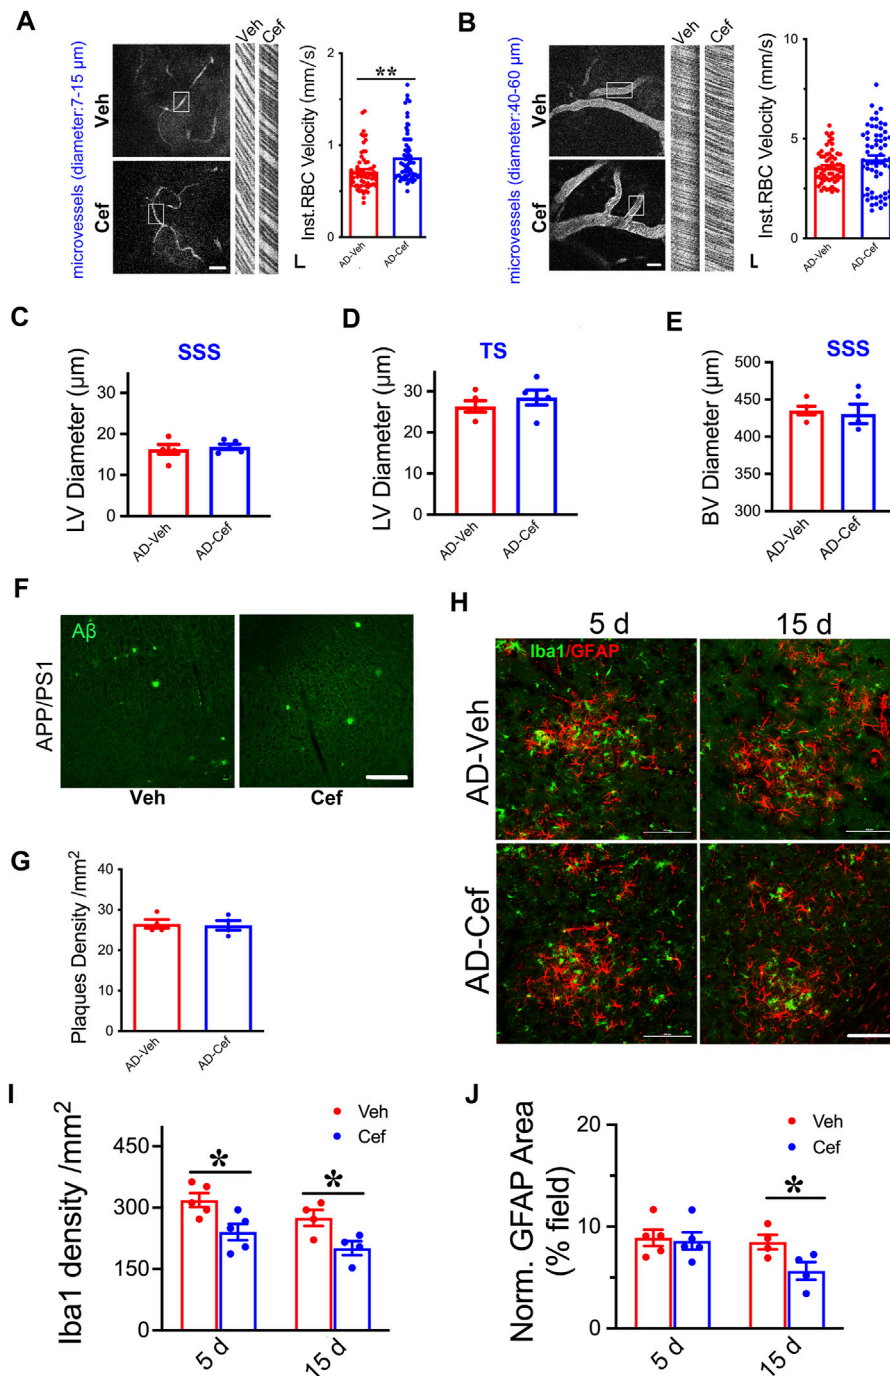 A
microvessels (diameter:7-15 µm)
Veh
Cef
Veh
Cef
Inst.RBC Velocity (mm/s)
2
1
0
**
AD-Veh
AD-Cef
L
B
microvessels (diameter:40-60 µm)
Veh
Cef
Veh
Cef
Inst.RBC Velocity (mm/s)
10
5
0
AD-Veh
AD-Cef
L
C
SSS
LV Diameter (µm)
30
20
10
0
AD-Veh
AD-Cef
D
TS
LV Diameter (µm)
30
20
10
0
AD-Veh
AD-Cef
E
SSS
BV Diameter (µm)
450
400
350
300
AD-Veh
AD-Cef
F
APP/PS1
Aβ
Veh
Cef
G
Plaques Density /mm²
40
30
20
10
0
AD-Veh
AD-Cef
H
5 d
15 d
Iba1/GFAP
AD-Veh
AD-Cef
I
Iba1 density /mm²
450
300
150
0
Veh
Cef
*
*
5 d
15 d
J
Norm. GFAP Area
(% field)
20
10
0
Veh
Cef
*
5 d
15 d